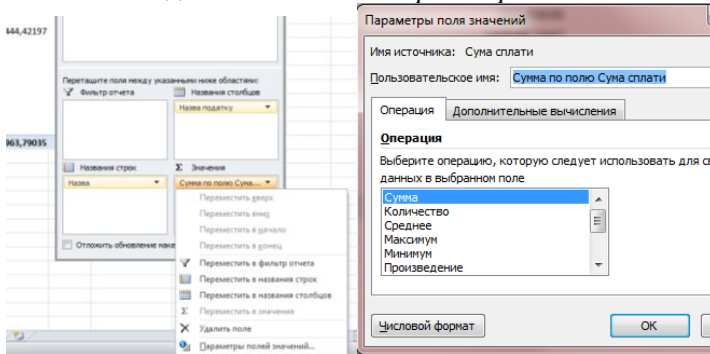 444,42197
963,79035
Перетащите поля между указанными ниже областями:
Фильтр отчета
Названия столбцов
Назва податку
Названия строк
Σ Значения
Назва
Сумма по полю Сума...
Отложить обновление маке
Переместить вверх
Переместить вниз
Переместить в начало
Переместить в конец
Переместить в фильтр отчета
Переместить в названия строк
Переместить в названия столбцов
Σ Переместить в значения
Удалить поле
Параметры полей значений...
Параметры поля значений
Имя источника: Сума сплати
Пользовательское имя: Сумма по полю Сума сплати
Операция
Дополнительные вычисления
Операция
Выберите операцию, которую следует использовать для св
данных в выбранном поле
Сумма
Количество
Среднее
Максимум
Минимум
Произведение
Числовой формат
ОК